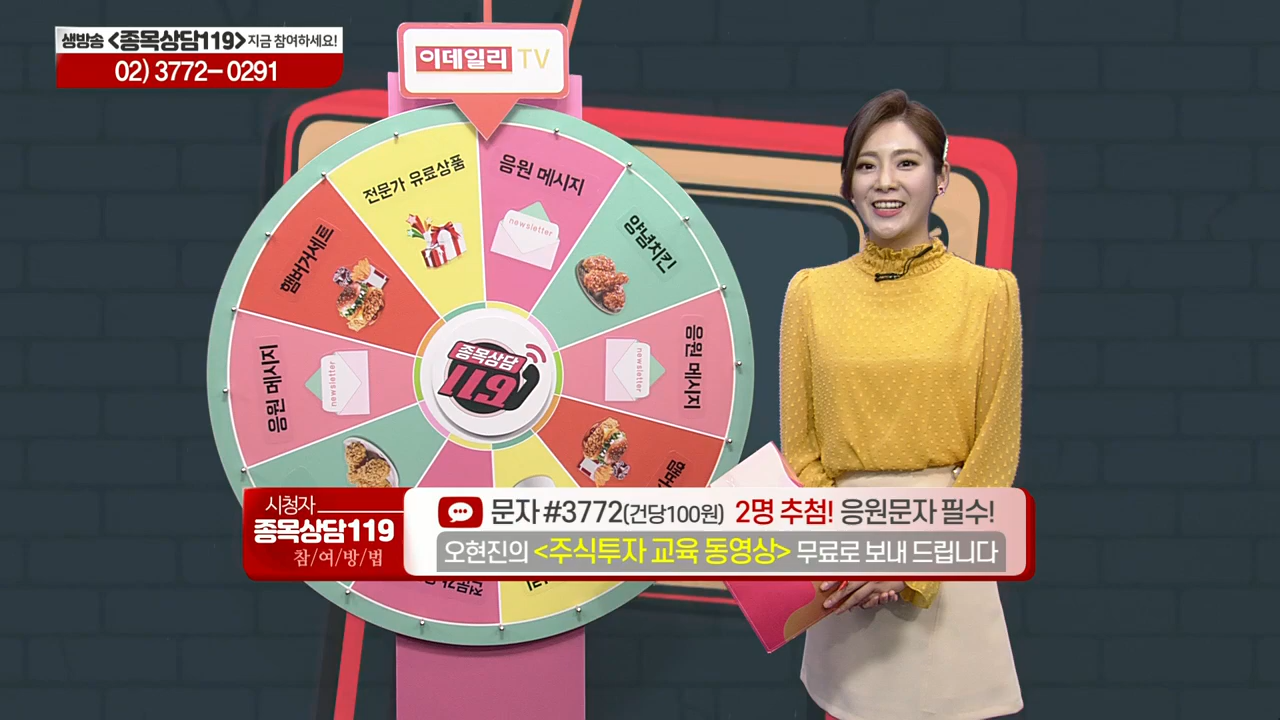 생방송 <종목상담119> 지금 참여하세요!
02) 3772-0291
이데일리 TV
전문가 유료상품
응원 메시지
newsletter
양념치킨
햄버거세트
응원 메시지
newsletter
응원 메시지
newsletter
종목상담
119
햄버
시청자
종목상담119
참/여/방/법
문자 #3772(건당100원) 2명 추첨! 응원문자 필수!
오현진의 <주식투자 교육 동영상> 무료로 보내 드립니다